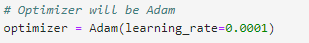 # Optimizer will be Adam
optimizer = Adam(learning_rate=0.0001)